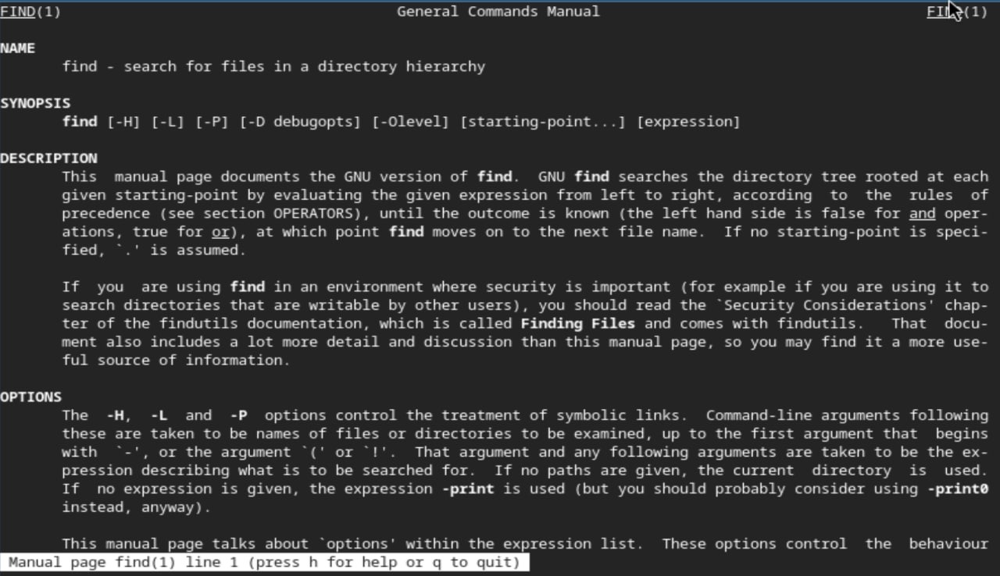 FIND(1) General Commands Manual FIND(1)
NAME
find - search for files in a directory hierarchy
SYNOPSIS
find [-H] [-L] [-P] [-D debugopts] [-Olevel] [starting-point...] [expression]
DESCRIPTION
This manual page documents the GNU version of find. GNU find searches the directory tree rooted at each
given starting-point by evaluating the given expression from left to right, according to the rules of
precedence (see section OPERATORS), until the outcome is known (the left hand side is false for and oper-
ations, true for or), at which point find moves on to the next file name. If no starting-point is speci-
fied, `.' is assumed.
If you are using find in an environment where security is important (for example if you are using it to
search directories that are writable by other users), you should read the `Security Considerations' chap-
ter of the findutils documentation, which is called Finding Files and comes with findutils. That docu-
ment also includes a lot more detail and discussion than this manual page, so you may find it a more use-
ful source of information.
OPTIONS
The -H, -L and -P options control the treatment of symbolic links. Command-line arguments following
these are taken to be names of files or directories to be examined, up to the first argument that begins
with `-', or the argument `(' or `!'. That argument and any following arguments are taken to be the ex-
pression describing what is to be searched for. If no paths are given, the current directory is used.
If no expression is given, the expression -print is used (but you should probably consider using -print0
instead, anyway).
This manual page talks about `options' within the expression list. These options control the behaviour
Manual page find(1) line 1 (press h for help or q to quit)